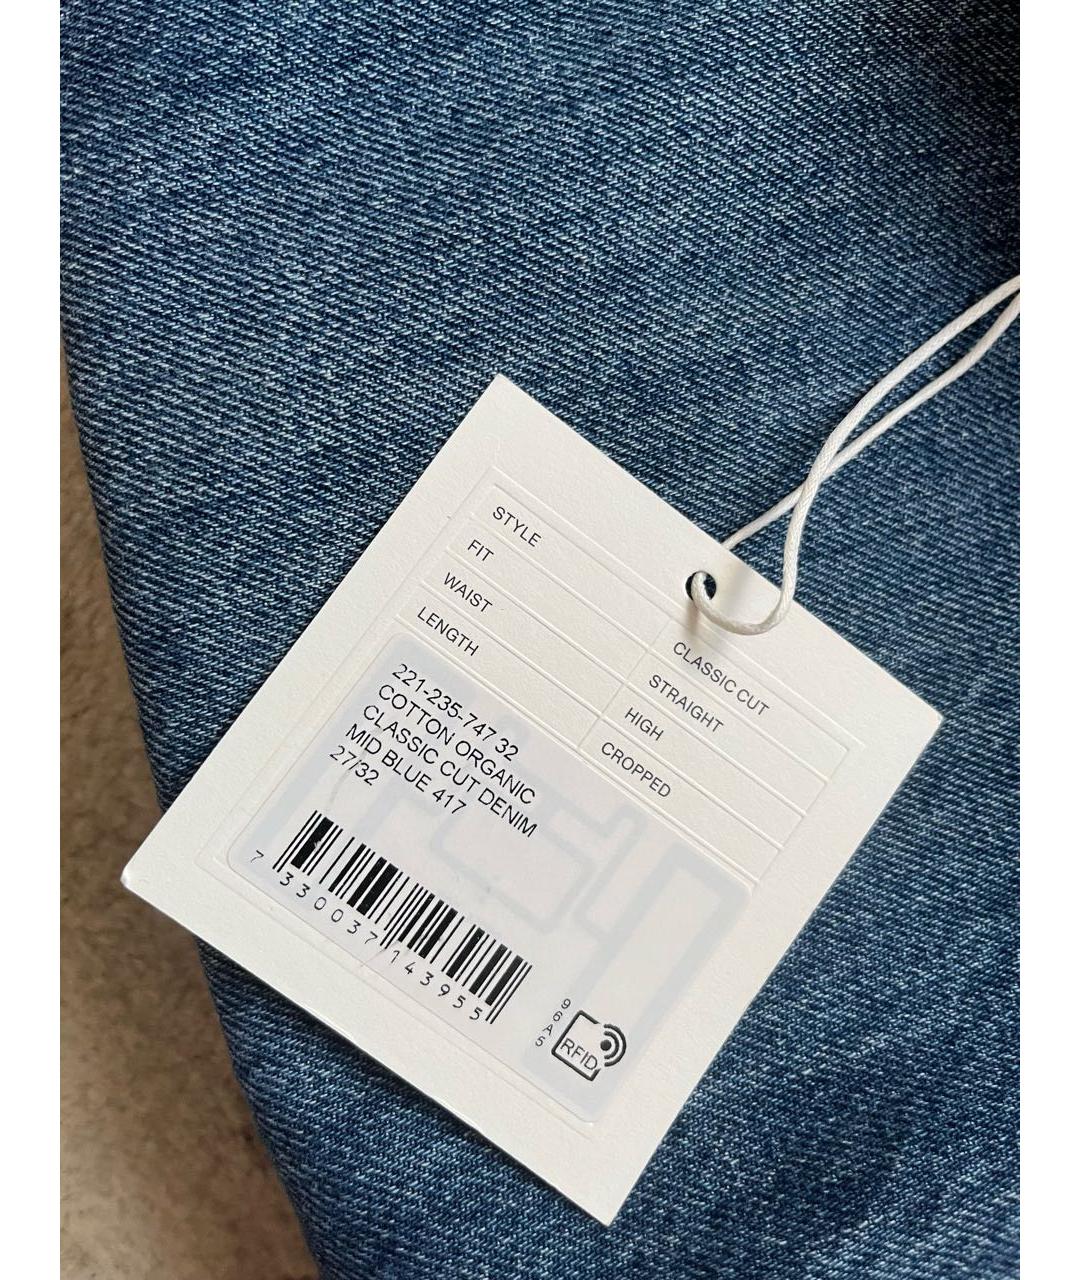 STYLE CLASSIC CUT
FIT STRAIGHT
WAIST HIGH
LENGTH CROPPED
221-235-747 32
COTTON ORGANIC
CLASSIC CUT DENIM
MID BLUE 417
27/32
7 330037 143955
96A5
RFID